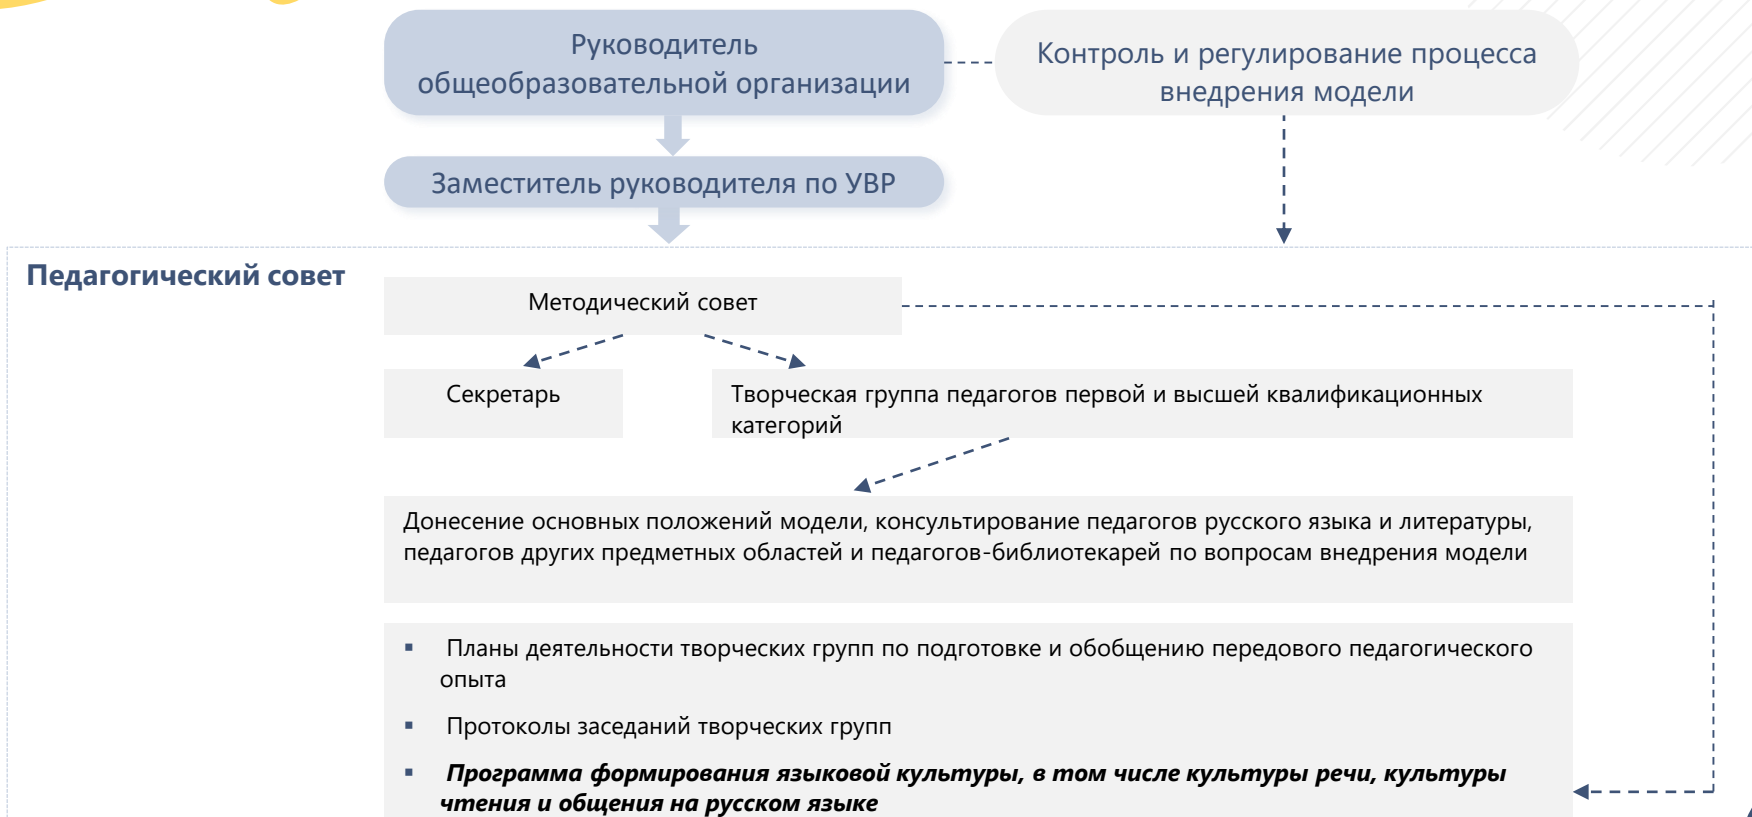 Руководитель
общеобразовательной организации
Контроль и регулирование процесса
внедрения модели
Заместитель руководителя по УВР
Педагогический совет
Методический совет
Секретарь
Творческая группа педагогов первой и высшей квалификационных
категорий
Донесение основных положений модели, консультирование педагогов русского языка и литературы,
педагогов других предметных областей и педагогов-библиотекарей по вопросам внедрения модели
▪ Планы деятельности творческих групп по подготовке и обобщению передового педагогического
опыта
▪ Протоколы заседаний творческих групп
▪ Программа формирования языковой культуры, в том числе культуры речи, культуры
чтения и общения на русском языке